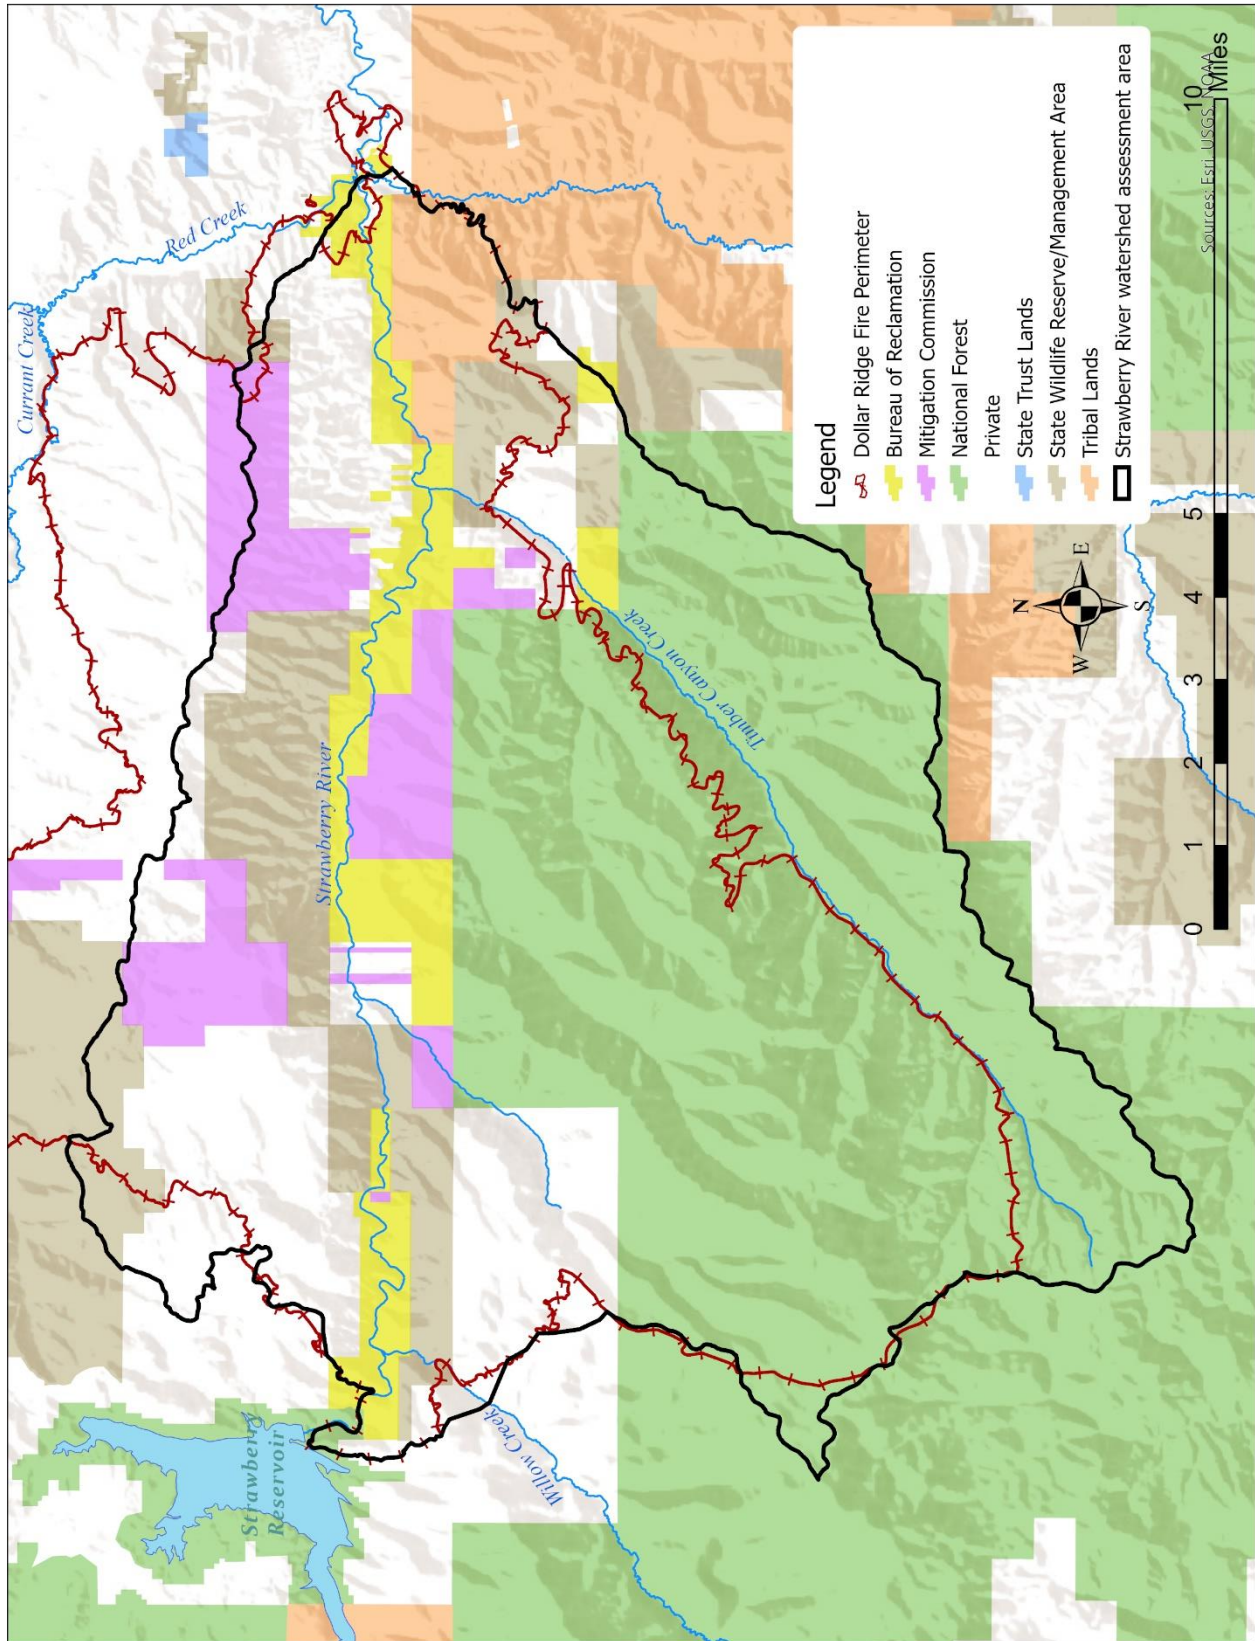 Currant Creek
Red Creek
Strawberry River
Timber Canyon Creek
Willow Creek
Strawberry
Reservoir
Legend
Dollar Ridge Fire Perimeter
Bureau of Reclamation
Mitigation Commission
National Forest
Private
State Trust Lands
State Wildlife Reserve/Management Area
Tribal Lands
Strawberry River watershed assessment area
N
W
E
S
0 1 2 3 4 5 10
Miles
Sources: Esri, USGS, NOAA